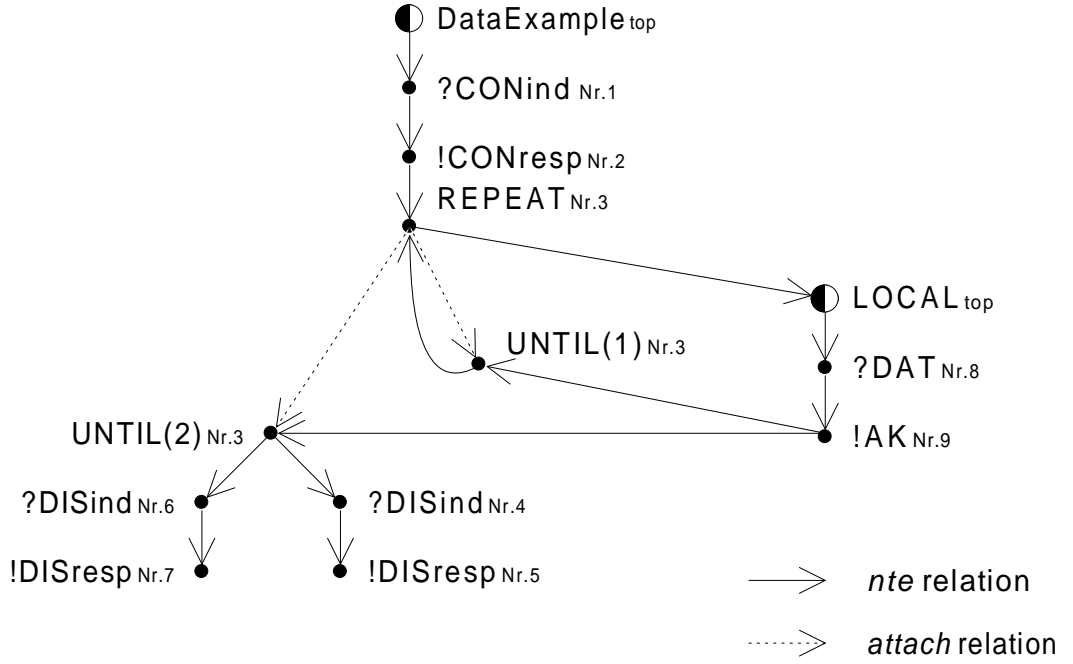 DataExample top
?CONind Nr.1
!CONresp Nr.2
REPEAT Nr.3
LOCAL top
UNTIL(1) Nr.3
?DAT Nr.8
UNTIL(2) Nr.3
!AK Nr.9
?DISind Nr.6
?DISind Nr.4
!DISresp Nr.7
!DISresp Nr.5
nte relation
attach relation